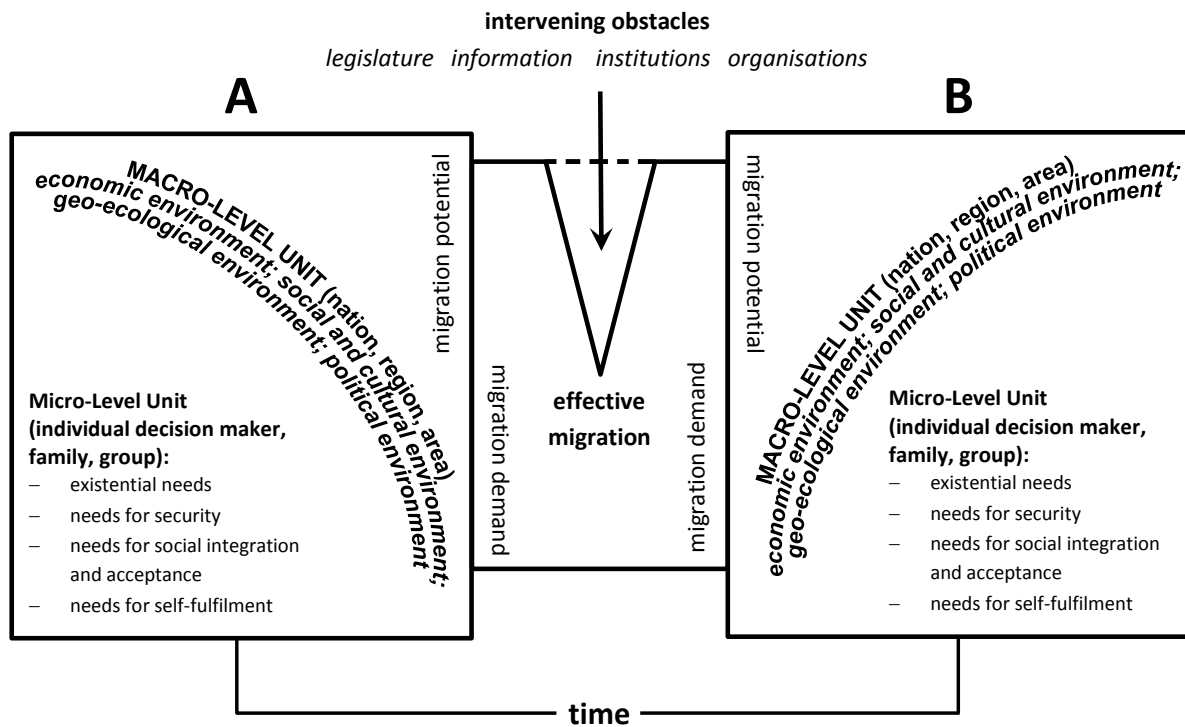 intervening obstacles
legislature information institutions organisations
A
B
MACRO-LEVEL UNIT (nation, region, area)
economic environment; social and cultural environment;
geo-ecological environment; political environment
migration potential
Micro-Level Unit
(individual decision maker,
family, group):
– existential needs
– needs for security
– needs for social integration
and acceptance
– needs for self-fulfilment
migration demand
effective
migration
migration demand
migration potential
MACRO-LEVEL UNIT (nation, region, area)
economic environment; social and cultural environment;
geo-ecological environment; political environment
Micro-Level Unit
(individual decision maker,
family, group):
– existential needs
– needs for security
– needs for social integration
and acceptance
– needs for self-fulfilment
time